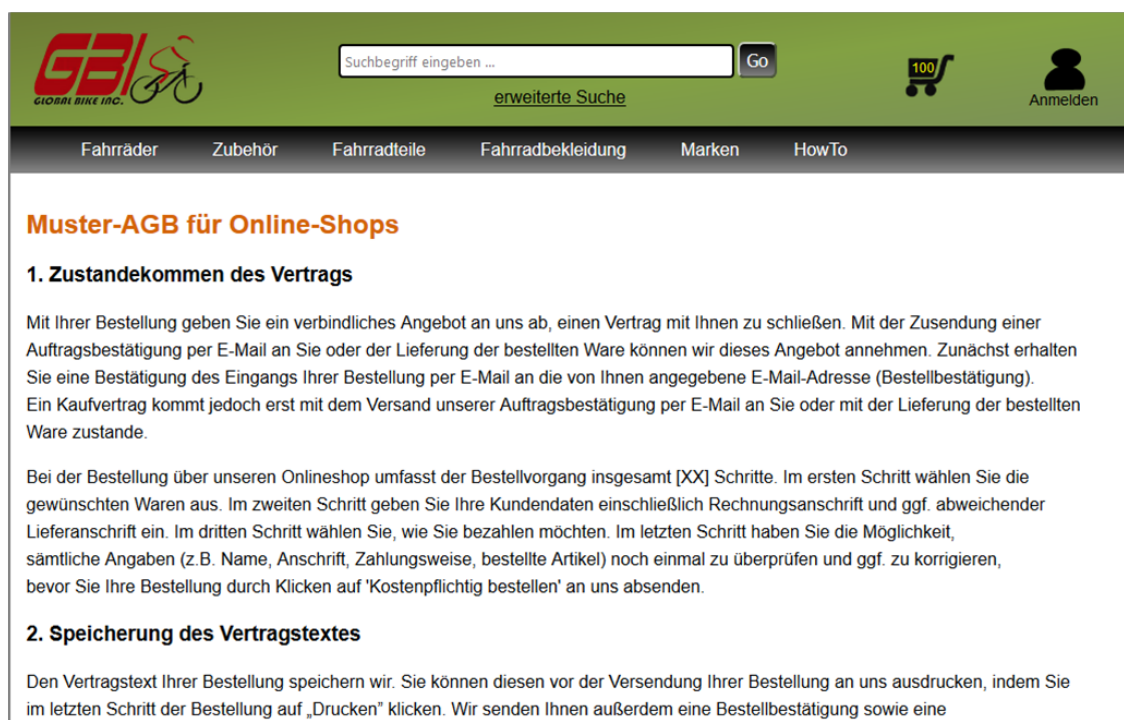 GBI
GLOBAL BIKE INC.
Suchbegriff eingeben ...
Go
erweiterte Suche
100
Anmelden
Fahrräder Zubehör Fahrradteile Fahrradbekleidung Marken HowTo
Muster-AGB für Online-Shops
1. Zustandekommen des Vertrags
Mit Ihrer Bestellung geben Sie ein verbindliches Angebot an uns ab, einen Vertrag mit Ihnen zu schließen. Mit der Zusendung einer
Auftragsbestätigung per E-Mail an Sie oder der Lieferung der bestellten Ware können wir dieses Angebot annehmen. Zunächst erhalten
Sie eine Bestätigung des Eingangs Ihrer Bestellung per E-Mail an die von Ihnen angegebene E-Mail-Adresse (Bestellbestätigung).
Ein Kaufvertrag kommt jedoch erst mit dem Versand unserer Auftragsbestätigung per E-Mail an Sie oder mit der Lieferung der bestellten
Ware zustande.
Bei der Bestellung über unseren Onlineshop umfasst der Bestellvorgang insgesamt [XX] Schritte. Im ersten Schritt wählen Sie die
gewünschten Waren aus. Im zweiten Schritt geben Sie Ihre Kundendaten einschließlich Rechnungsanschrift und ggf. abweichender
Lieferanschrift ein. Im dritten Schritt wählen Sie, wie Sie bezahlen möchten. Im letzten Schritt haben Sie die Möglichkeit,
sämtliche Angaben (z.B. Name, Anschrift, Zahlungsweise, bestellte Artikel) noch einmal zu überprüfen und ggf. zu korrigieren,
bevor Sie Ihre Bestellung durch Klicken auf 'Kostenpflichtig bestellen' an uns absenden.
2. Speicherung des Vertragstextes
Den Vertragstext Ihrer Bestellung speichern wir. Sie können diesen vor der Versendung Ihrer Bestellung an uns ausdrucken, indem Sie
im letzten Schritt der Bestellung auf „Drucken” klicken. Wir senden Ihnen außerdem eine Bestellbestätigung sowie eine